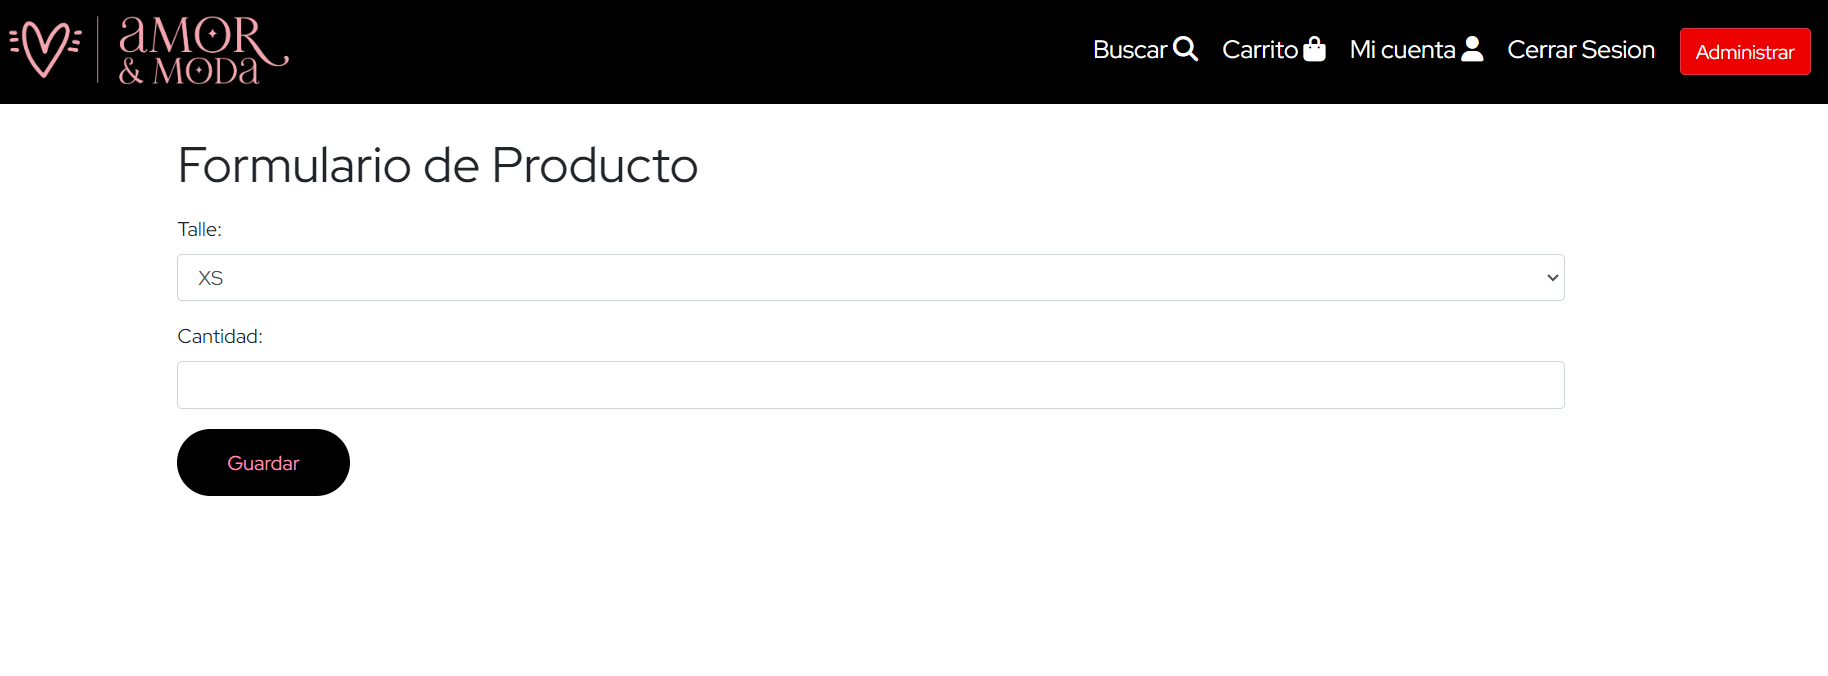 AMOR
& MODA
Buscar Carrito Mi cuenta Cerrar Sesion Administrar
Formulario de Producto
Talle:
XS
Cantidad:
Guardar